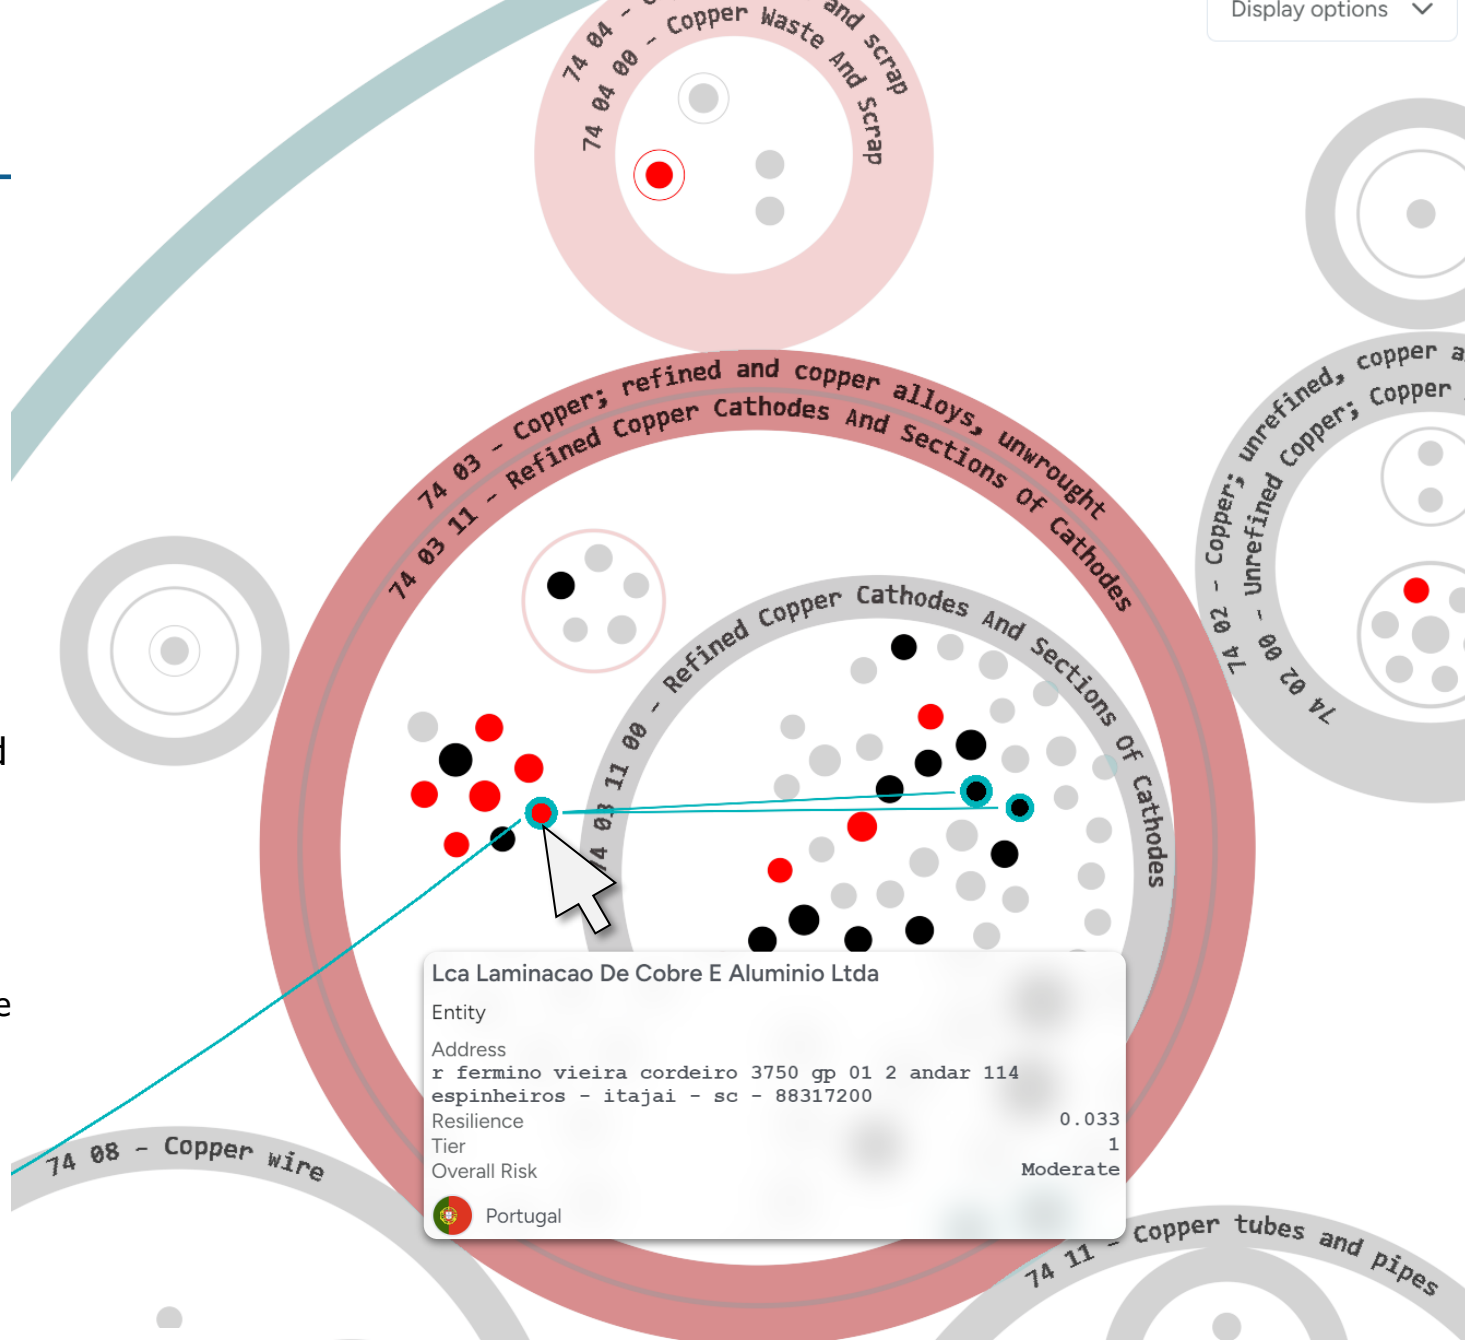 Display options
74 04 -
and scrap
74 04 00 - Copper Waste And Scrap
74 03 - Copper; refined and copper alloys, unwrought
74 03 11 - Refined Copper Cathodes And Sections Of Cathodes
74 03 11 00 - Refined Copper Cathodes And Sections Of Cathodes
74 02 - Copper; unrefined, copper
74 02 00 - Unrefined Copper; Copper
74 02
d
e
Lca Laminacao De Cobre E Aluminio Ltda
Entity
Address
r fermino vieira cordeiro 3750 gp 01 2 andar 114
espinheiros - itajai - sc - 88317200
Resilience 0.033
Tier 1
Overall Risk Moderate
Portugal
74 08 - Copper wire
74 11 - Copper tubes and pipes